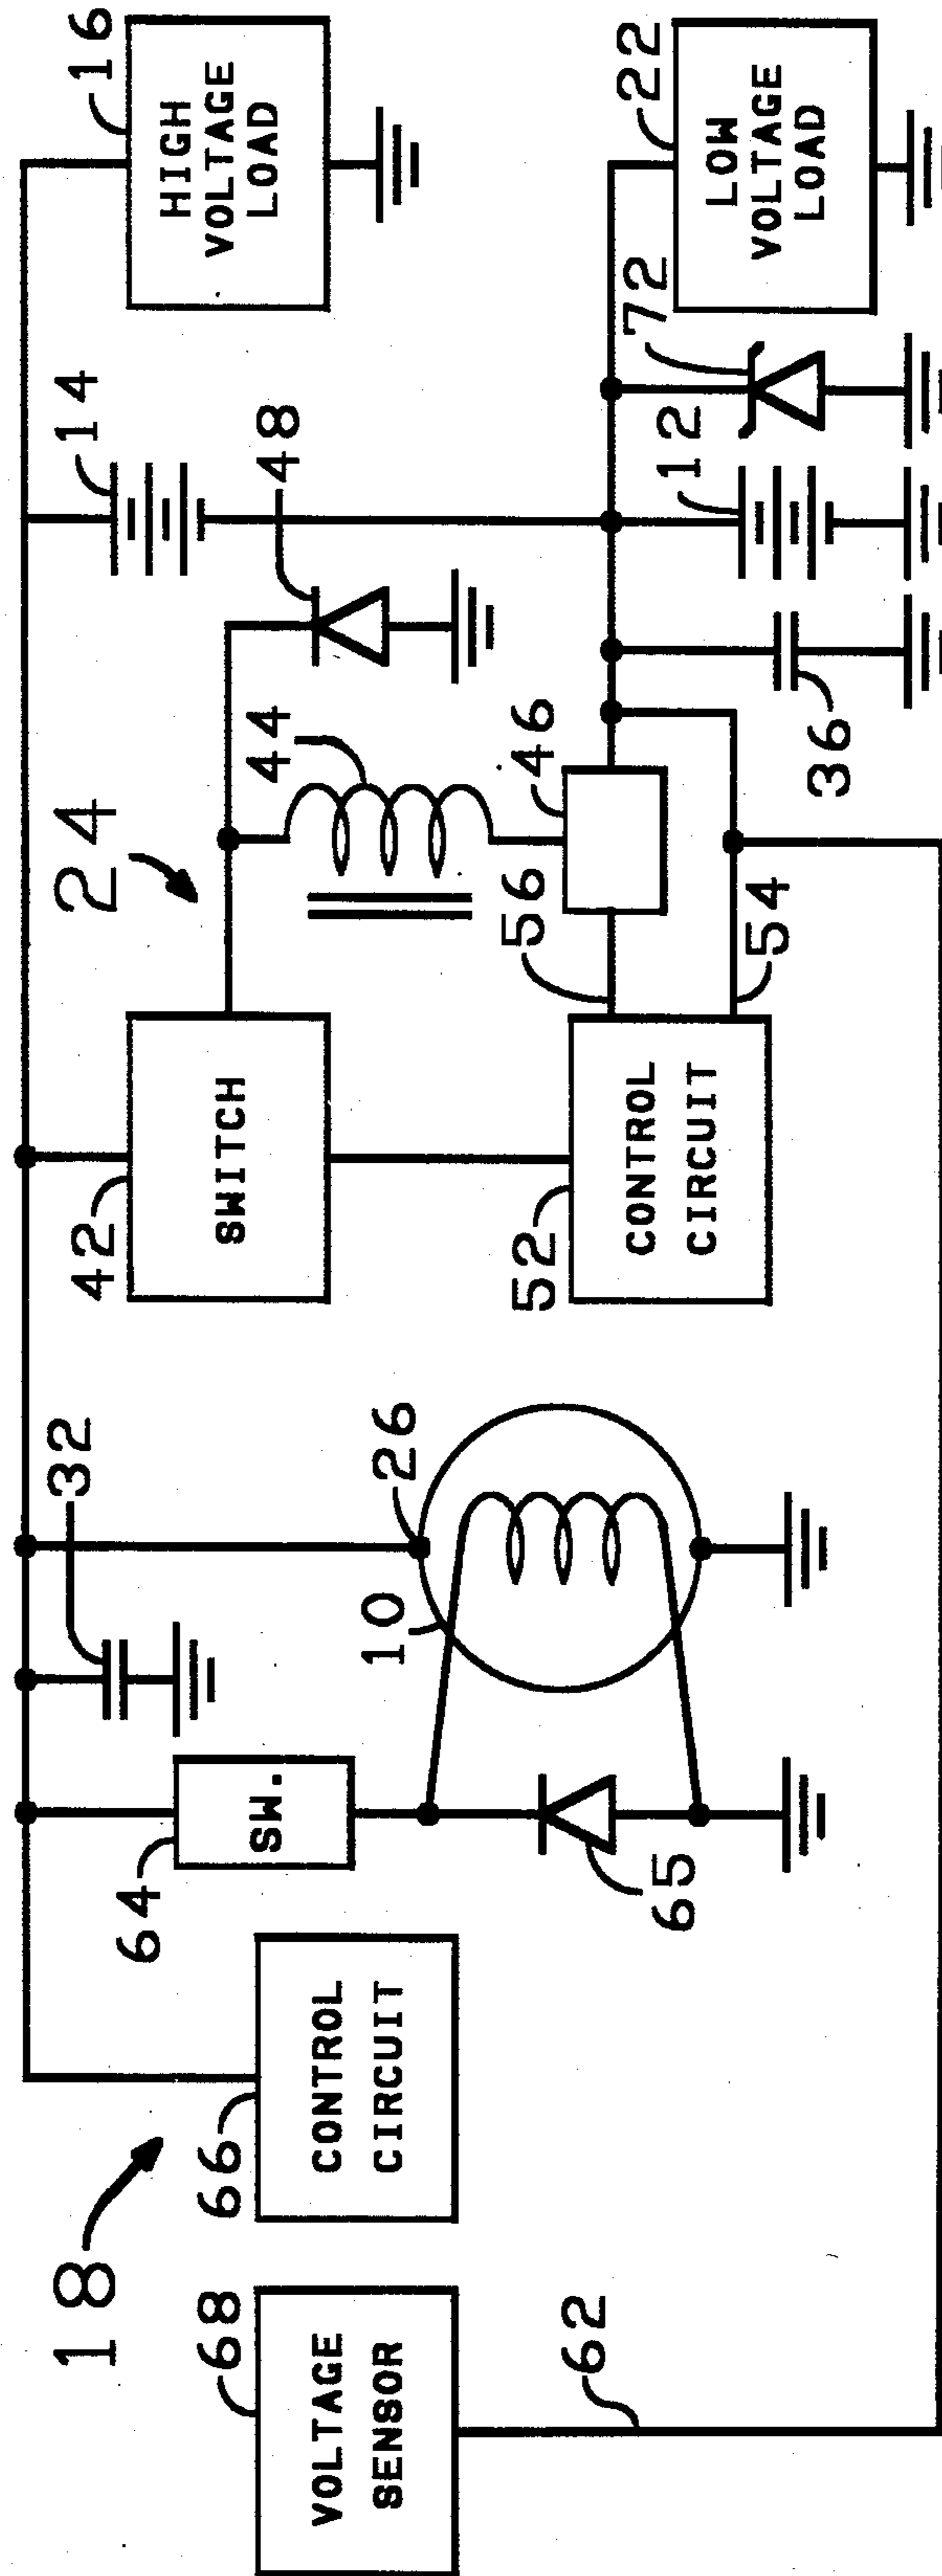 18
68
VOLTAGE
SENSOR
62
66
CONTROL
CIRCUIT
64
SW.
65
32
10
26
42
SWITCH
52
CONTROL
CIRCUIT
24
44
56
54
46
48
36
14
12
72
16
HIGH
VOLTAGE
LOAD
22
LOW
VOLTAGE
LOAD